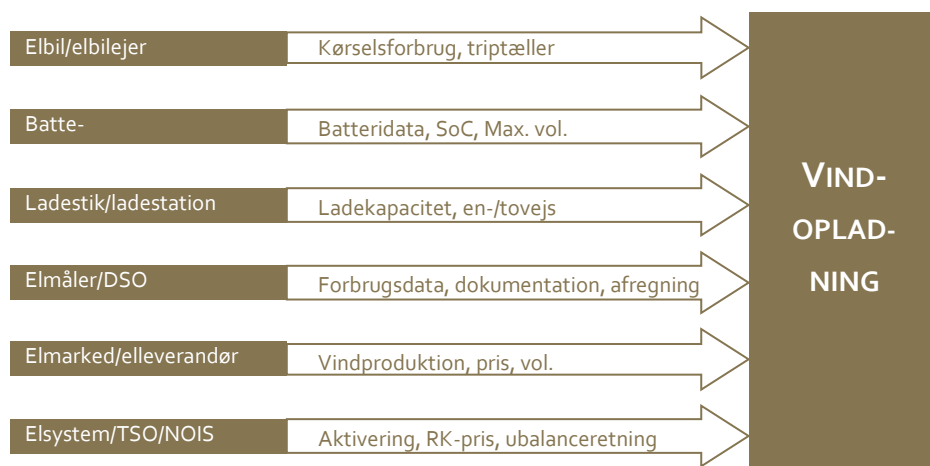 Elbil/elbilejer
Kørselsforbrug, triptæller
Batte-
Batteridata, SoC, Max. vol.
Ladestik/ladestation
Ladekapacitet, en-/tovejs
Elmåler/DSO
Forbrugsdata, dokumentation, afregning
Elmarked/elleverandør
Vindproduktion, pris, vol.
Elsystem/TSO/NOIS
Aktivering, RK-pris, ubalanceretning
VIND-
OPLAD-
NING